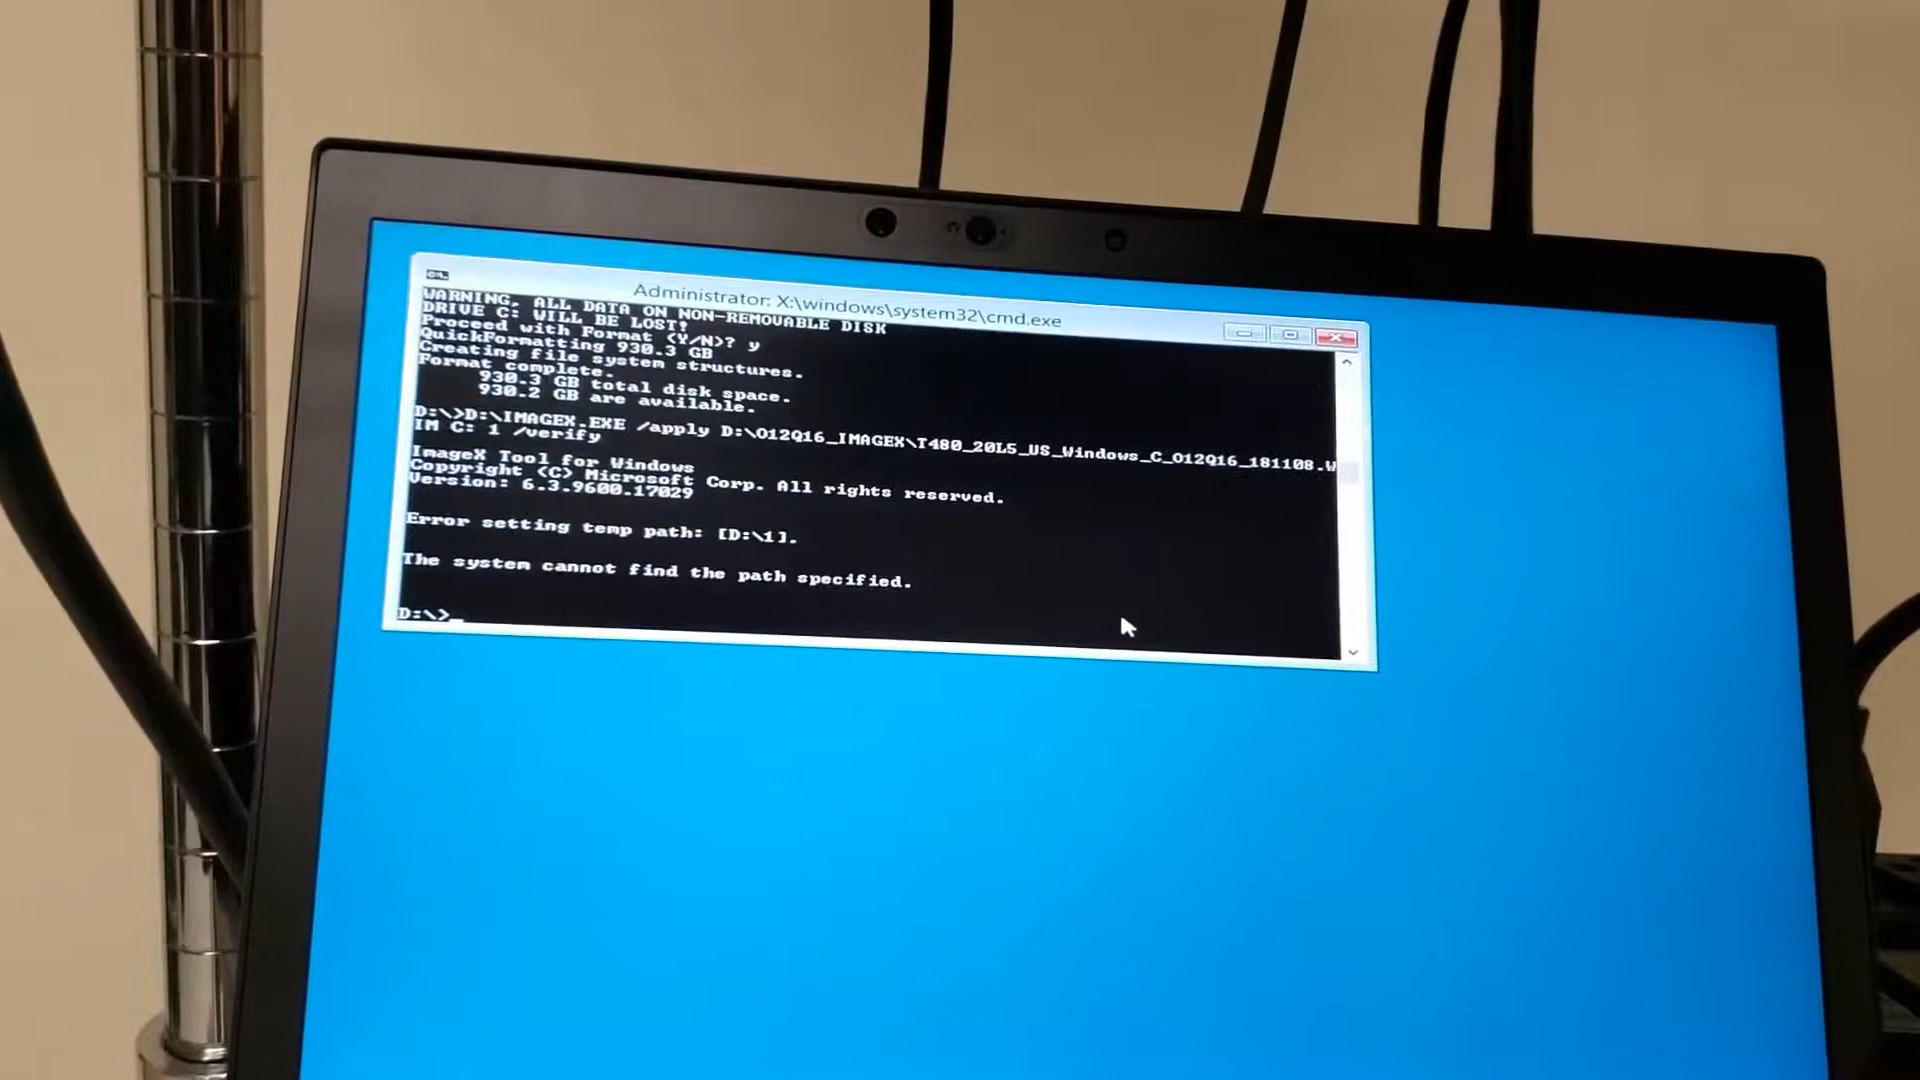 Administrator: X:\windows\system32\cmd.exe
WARNING, ALL DATA ON NON-REMOVABLE DISK
DRIVE C: WILL BE LOST!
Proceed with Format (Y/N)? y
QuickFormatting 930.3 GB
Creating file system structures.
Format complete.
930.3 GB total disk space.
930.2 GB are available.
D:\>D:\IMAGEX.EXE /apply D:\O12Q16_IMAGEX\T480_20L5_US_Windows_C_O12Q16_181108.W
IM C: 1 /verify
ImageX Tool for Windows
Copyright (C) Microsoft Corp. All rights reserved.
Version: 6.3.9600.17029
Error setting temp path: [D:\1].
The system cannot find the path specified.
D:\>_